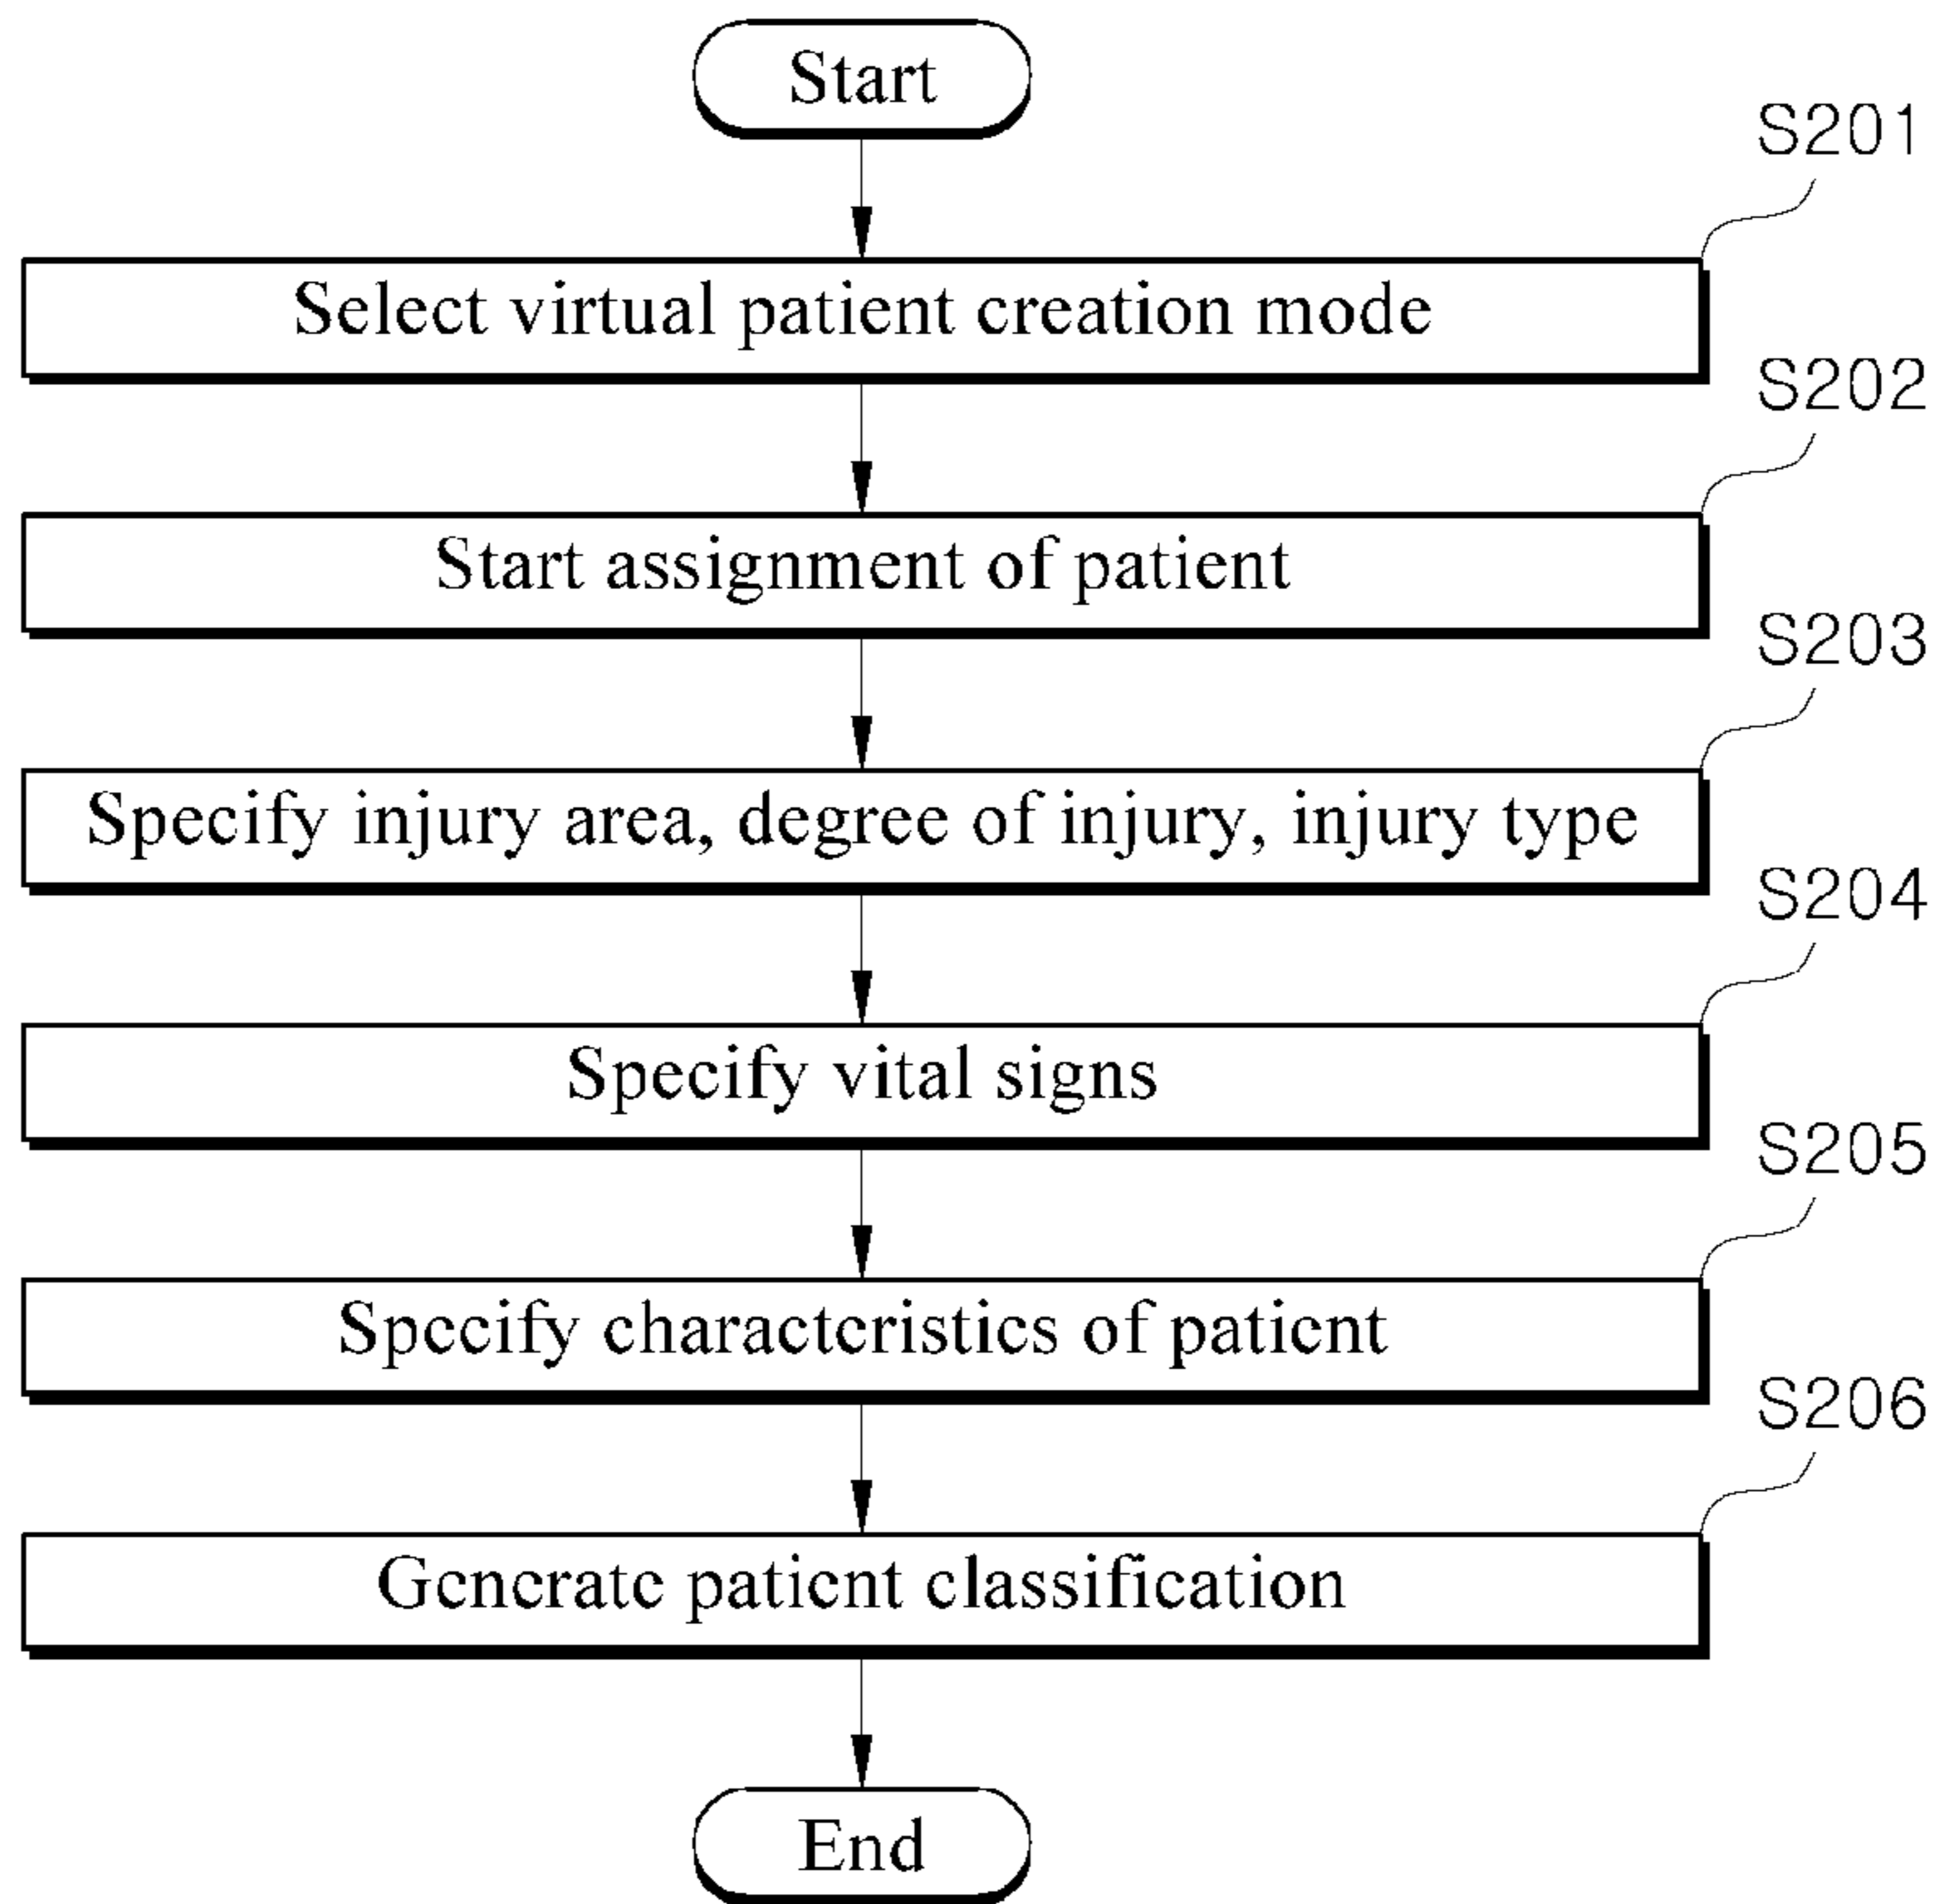 Start
S201
Select virtual patient creation mode
S202
Start assignment of patient
S203
Specify injury area, degree of injury, injury type
S204
Specify vital signs
S205
Specify characteristics of patient
S206
Generate patient classification
End